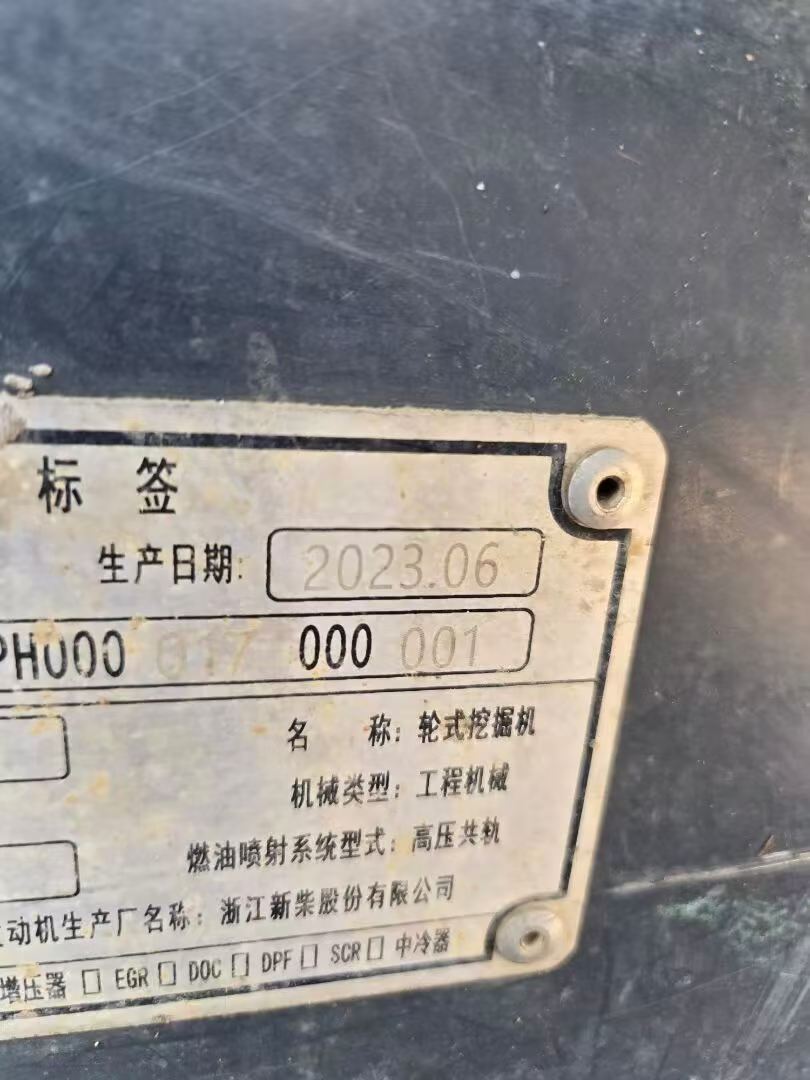 标 签
生产日期: 2023.06
PH000 017 000 001
名 称: 轮式挖掘机
机械类型: 工程机械
燃油喷射系统型式: 高压共轨
动机生产厂名称: 浙江新柴股份有限公司
增压器 □ EGR □ DOC □ DPF □ SCR □ 中冷器